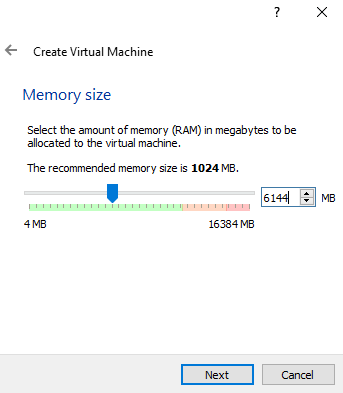 ?
Create Virtual Machine
Memory size
Select the amount of memory (RAM) in megabytes to be
allocated to the virtual machine.
The recommended memory size is 1024 MB.
6144 MB
4 MB 16384 MB
Next Cancel